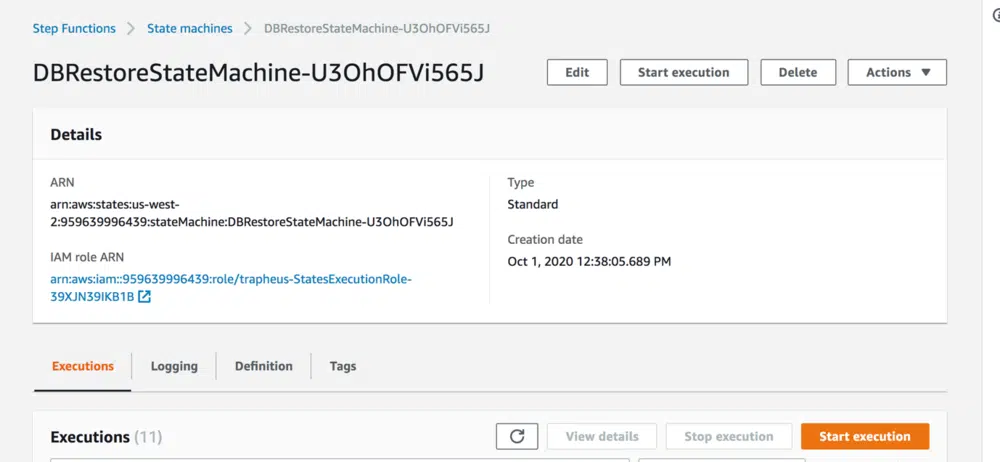 Step Functions > State machines > DBRestoreStateMachine-U3OhOFVi565J
DBRestoreStateMachine-U3OhOFVi565J
Edit
Start execution
Delete
Actions ▼
Details
ARN
arn:aws:states:us-west-
2:959639996439:stateMachine:DBRestoreStateMachine-U3OhOFVi565J
IAM role ARN
arn:aws:iam::959639996439:role/trapheus-StatesExecutionRole-
39XJN39IKB1B
Type
Standard
Creation date
Oct 1, 2020 12:38:05.689 PM
Executions
Logging
Definition
Tags
Executions (11)
View details
Stop execution
Start execution